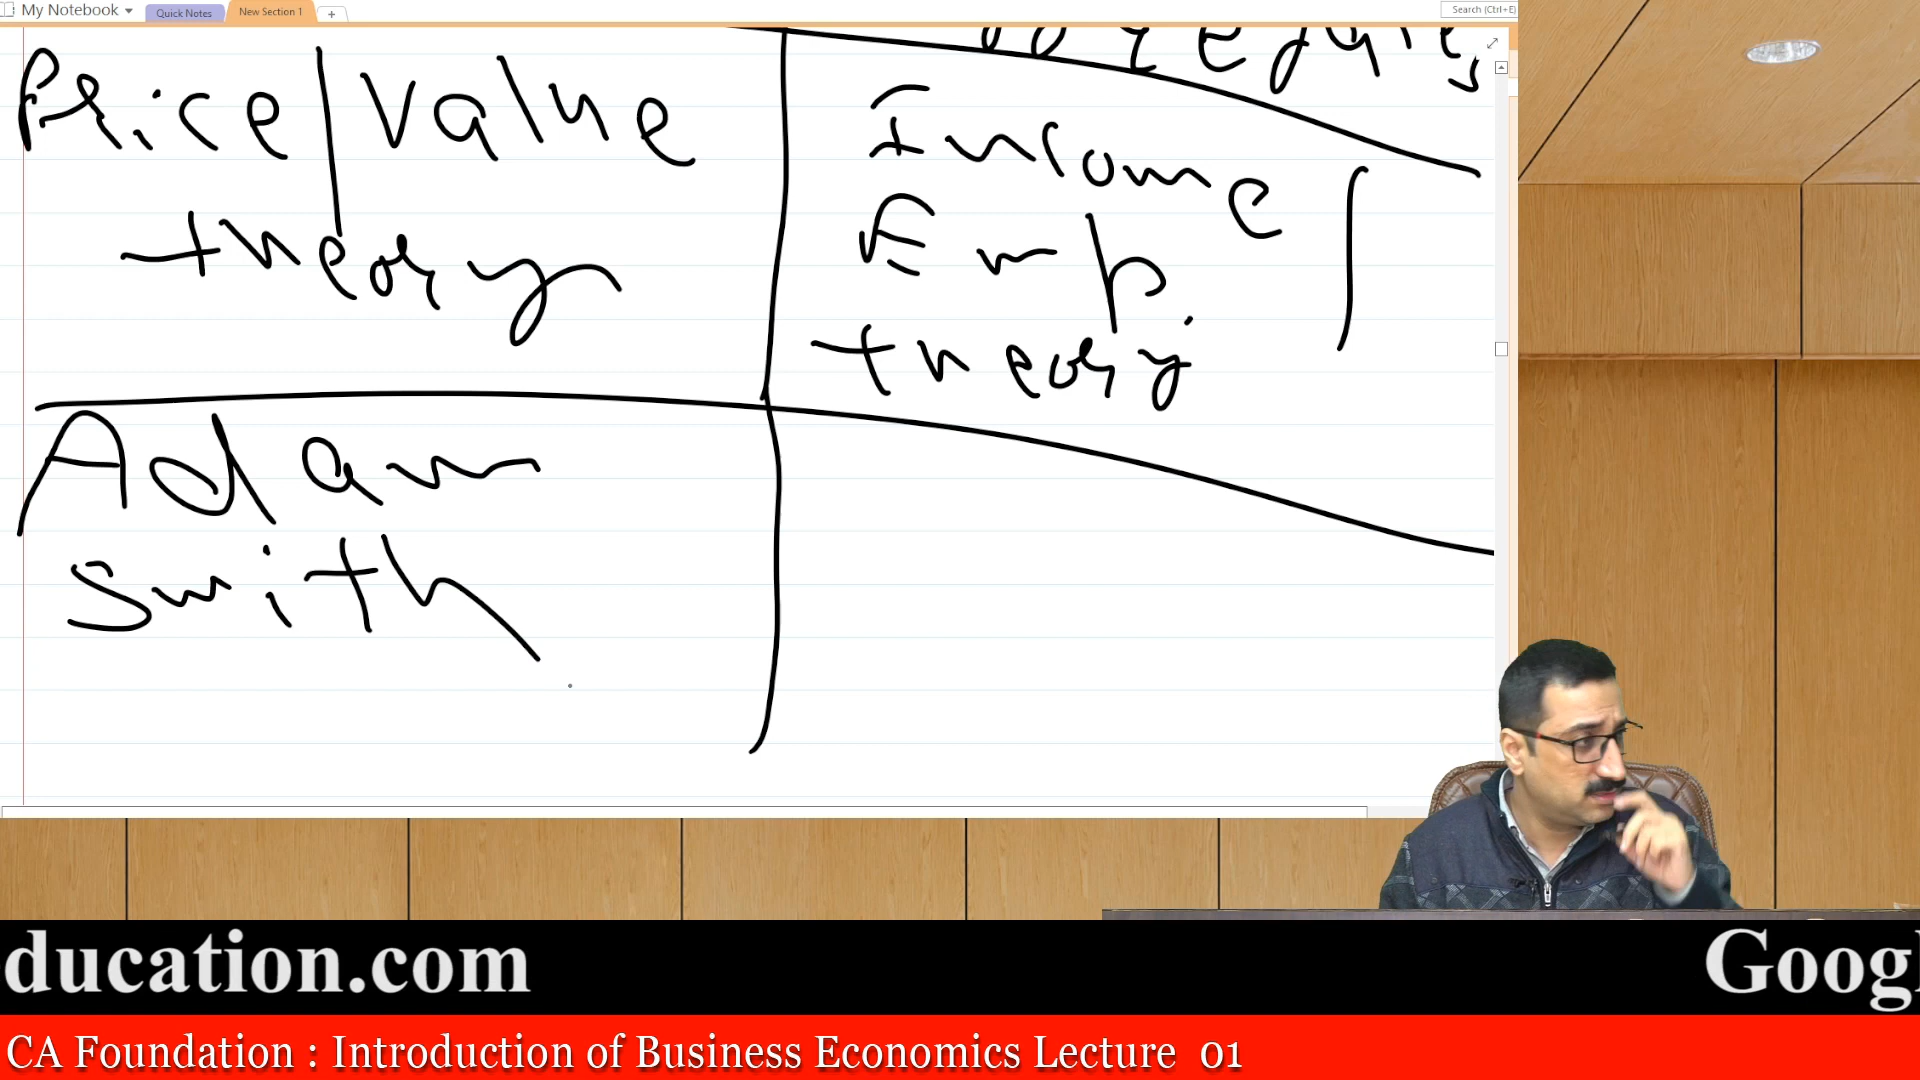 My Notebook
Quick Notes
New Section 1
Search (Ctrl+E)
Price/Value
theory
Income/
Emp.
theory
Adam
Smith
ducation.com
Googl
CA Foundation : Introduction of Business Economics Lecture 01